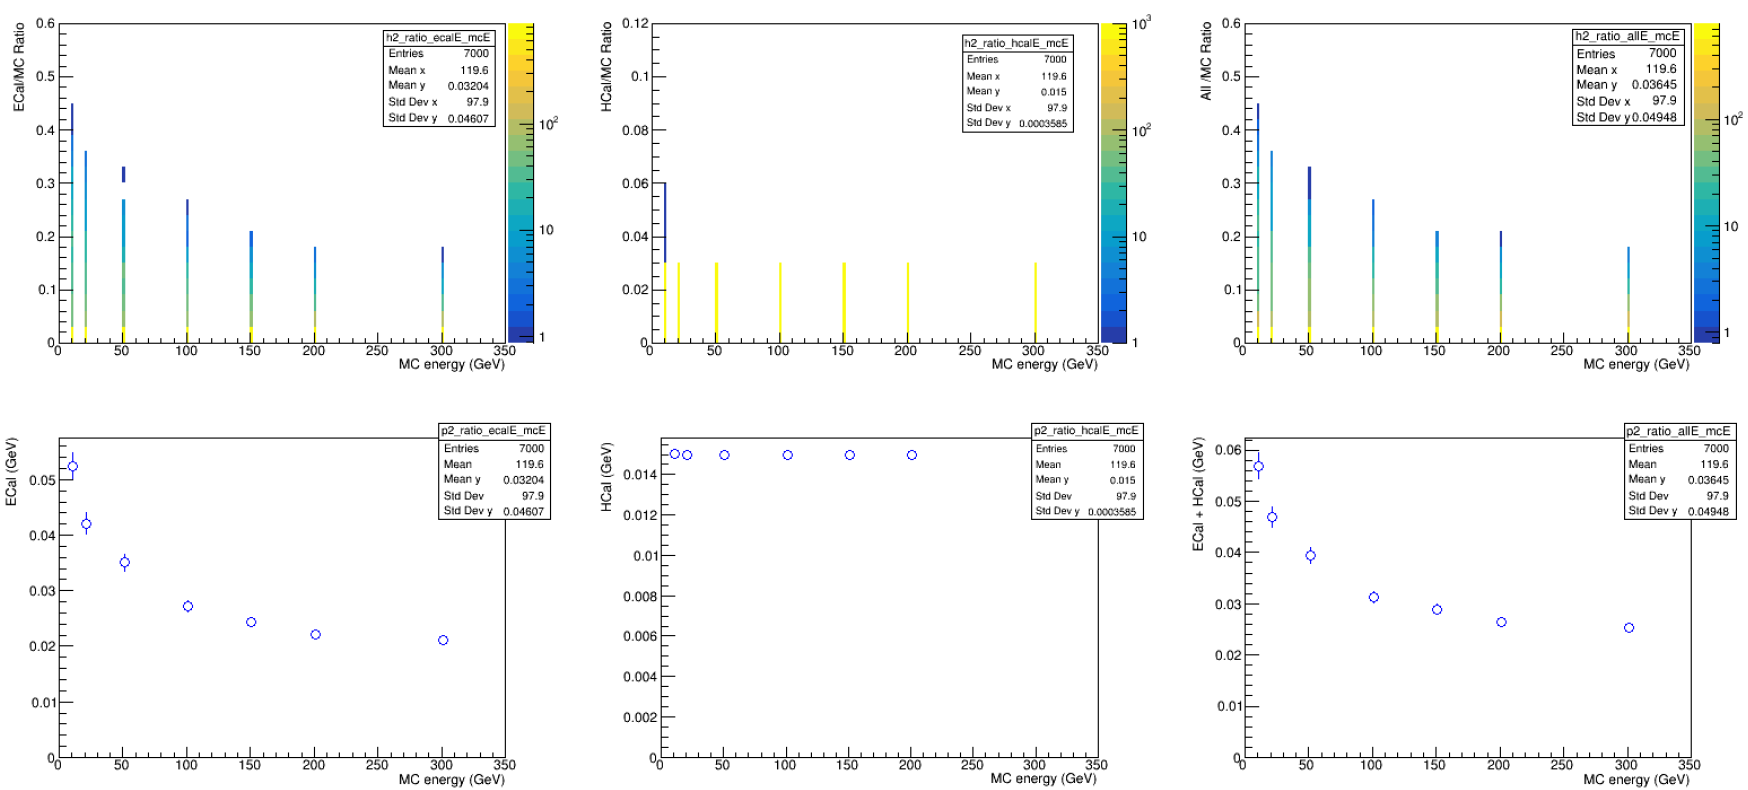 ECal/MC Ratio
0.6
0.5
0.4
0.3
0.2
0.1
0
0 50 100 150 200 250 300 350
MC energy (GeV)
h2_ratio_ecalE_mcE
Entries 7000
Mean x 119.6
Mean y 0.03204
Std Dev x 97.9
Std Dev y 0.04607
10²
10
1
HCal/MC Ratio
0.12
0.1
0.08
0.06
0.04
0.02
0
0 50 100 150 200 250 300 350
MC energy (GeV)
h2_ratio_hcalE_mcE
Entries 7000
Mean x 119.6
Mean y 0.015
Std Dev x 97.9
Std Dev y 0.0003585
10³
10²
10
1
All /MC Ratio
0.6
0.5
0.4
0.3
0.2
0.1
0
0 50 100 150 200 250 300 350
MC energy (GeV)
h2_ratio_allE_mcE
Entries 7000
Mean x 119.6
Mean y 0.03645
Std Dev x 97.9
Std Dev y 0.04948
10²
10
1
ECal (GeV)
0.05
0.04
0.03
0.02
0.01
0
0 50 100 150 200 250 300 350
MC energy (GeV)
p2_ratio_ecalE_mcE
Entries 7000
Mean 119.6
Mean y 0.03204
Std Dev 97.9
Std Dev y 0.04607
HCal (GeV)
0.014
0.012
0.01
0.008
0.006
0.004
0.002
0
0 50 100 150 200 250 300 350
MC energy (GeV)
p2_ratio_hcalE_mcE
Entries 7000
Mean 119.6
Mean y 0.015
Std Dev 97.9
Std Dev y 0.0003585
ECal + HCal (GeV)
0.06
0.05
0.04
0.03
0.02
0.01
0
0 50 100 150 200 250 300 350
MC energy (GeV)
p2_ratio_allE_mcE
Entries 7000
Mean 119.6
Mean y 0.03645
Std Dev 97.9
Std Dev y 0.04948